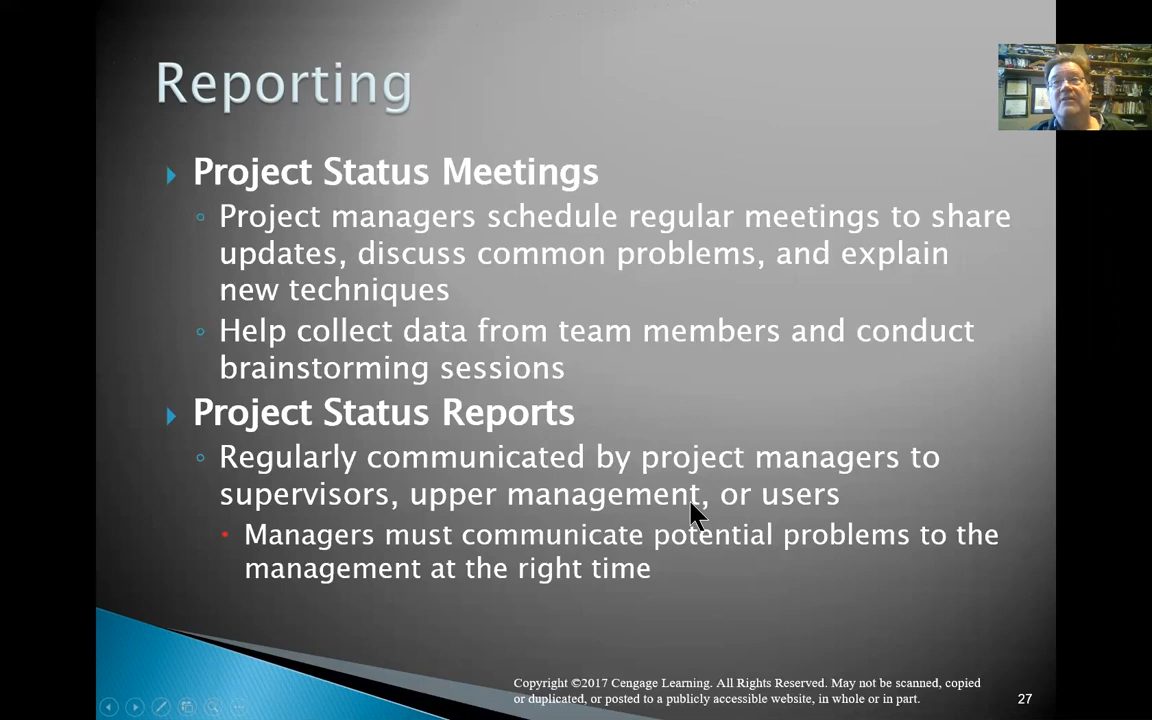 Reporting
Project Status Meetings
Project managers schedule regular meetings to share
updates, discuss common problems, and explain
new techniques
Help collect data from team members and conduct
brainstorming sessions
Project Status Reports
Regularly communicated by project managers to
supervisors, upper management, or users
Managers must communicate potential problems to the
management at the right time
Copyright ©2017 Cengage Learning. All Rights Reserved. May not be scanned, copied
or duplicated, or posted to a publicly accessible website, in whole or in part.
27